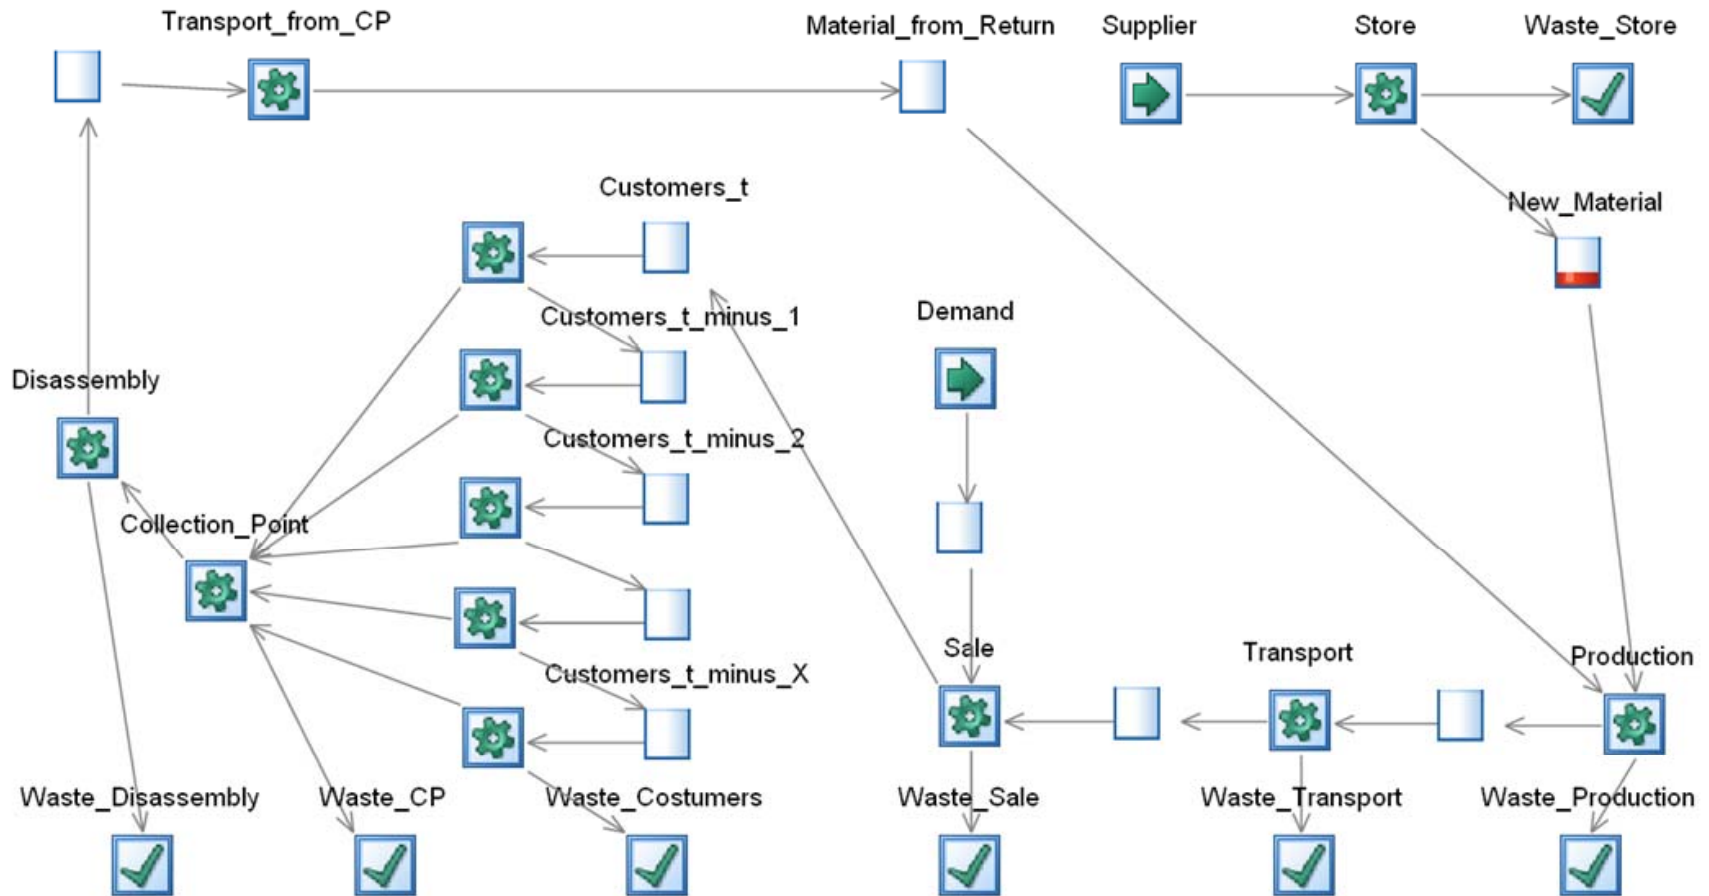 Transport_from_CP
Material_from_Return
Supplier
Store
Waste_Store
Customers_t
New_Material
Customers_t_minus_1
Demand
Disassembly
Customers_t_minus_2
Collection_Point
Sale
Transport
Production
Customers_t_minus_X
Waste_Disassembly
Waste_CP
Waste_Costumers
Waste_Sale
Waste_Transport
Waste_Production